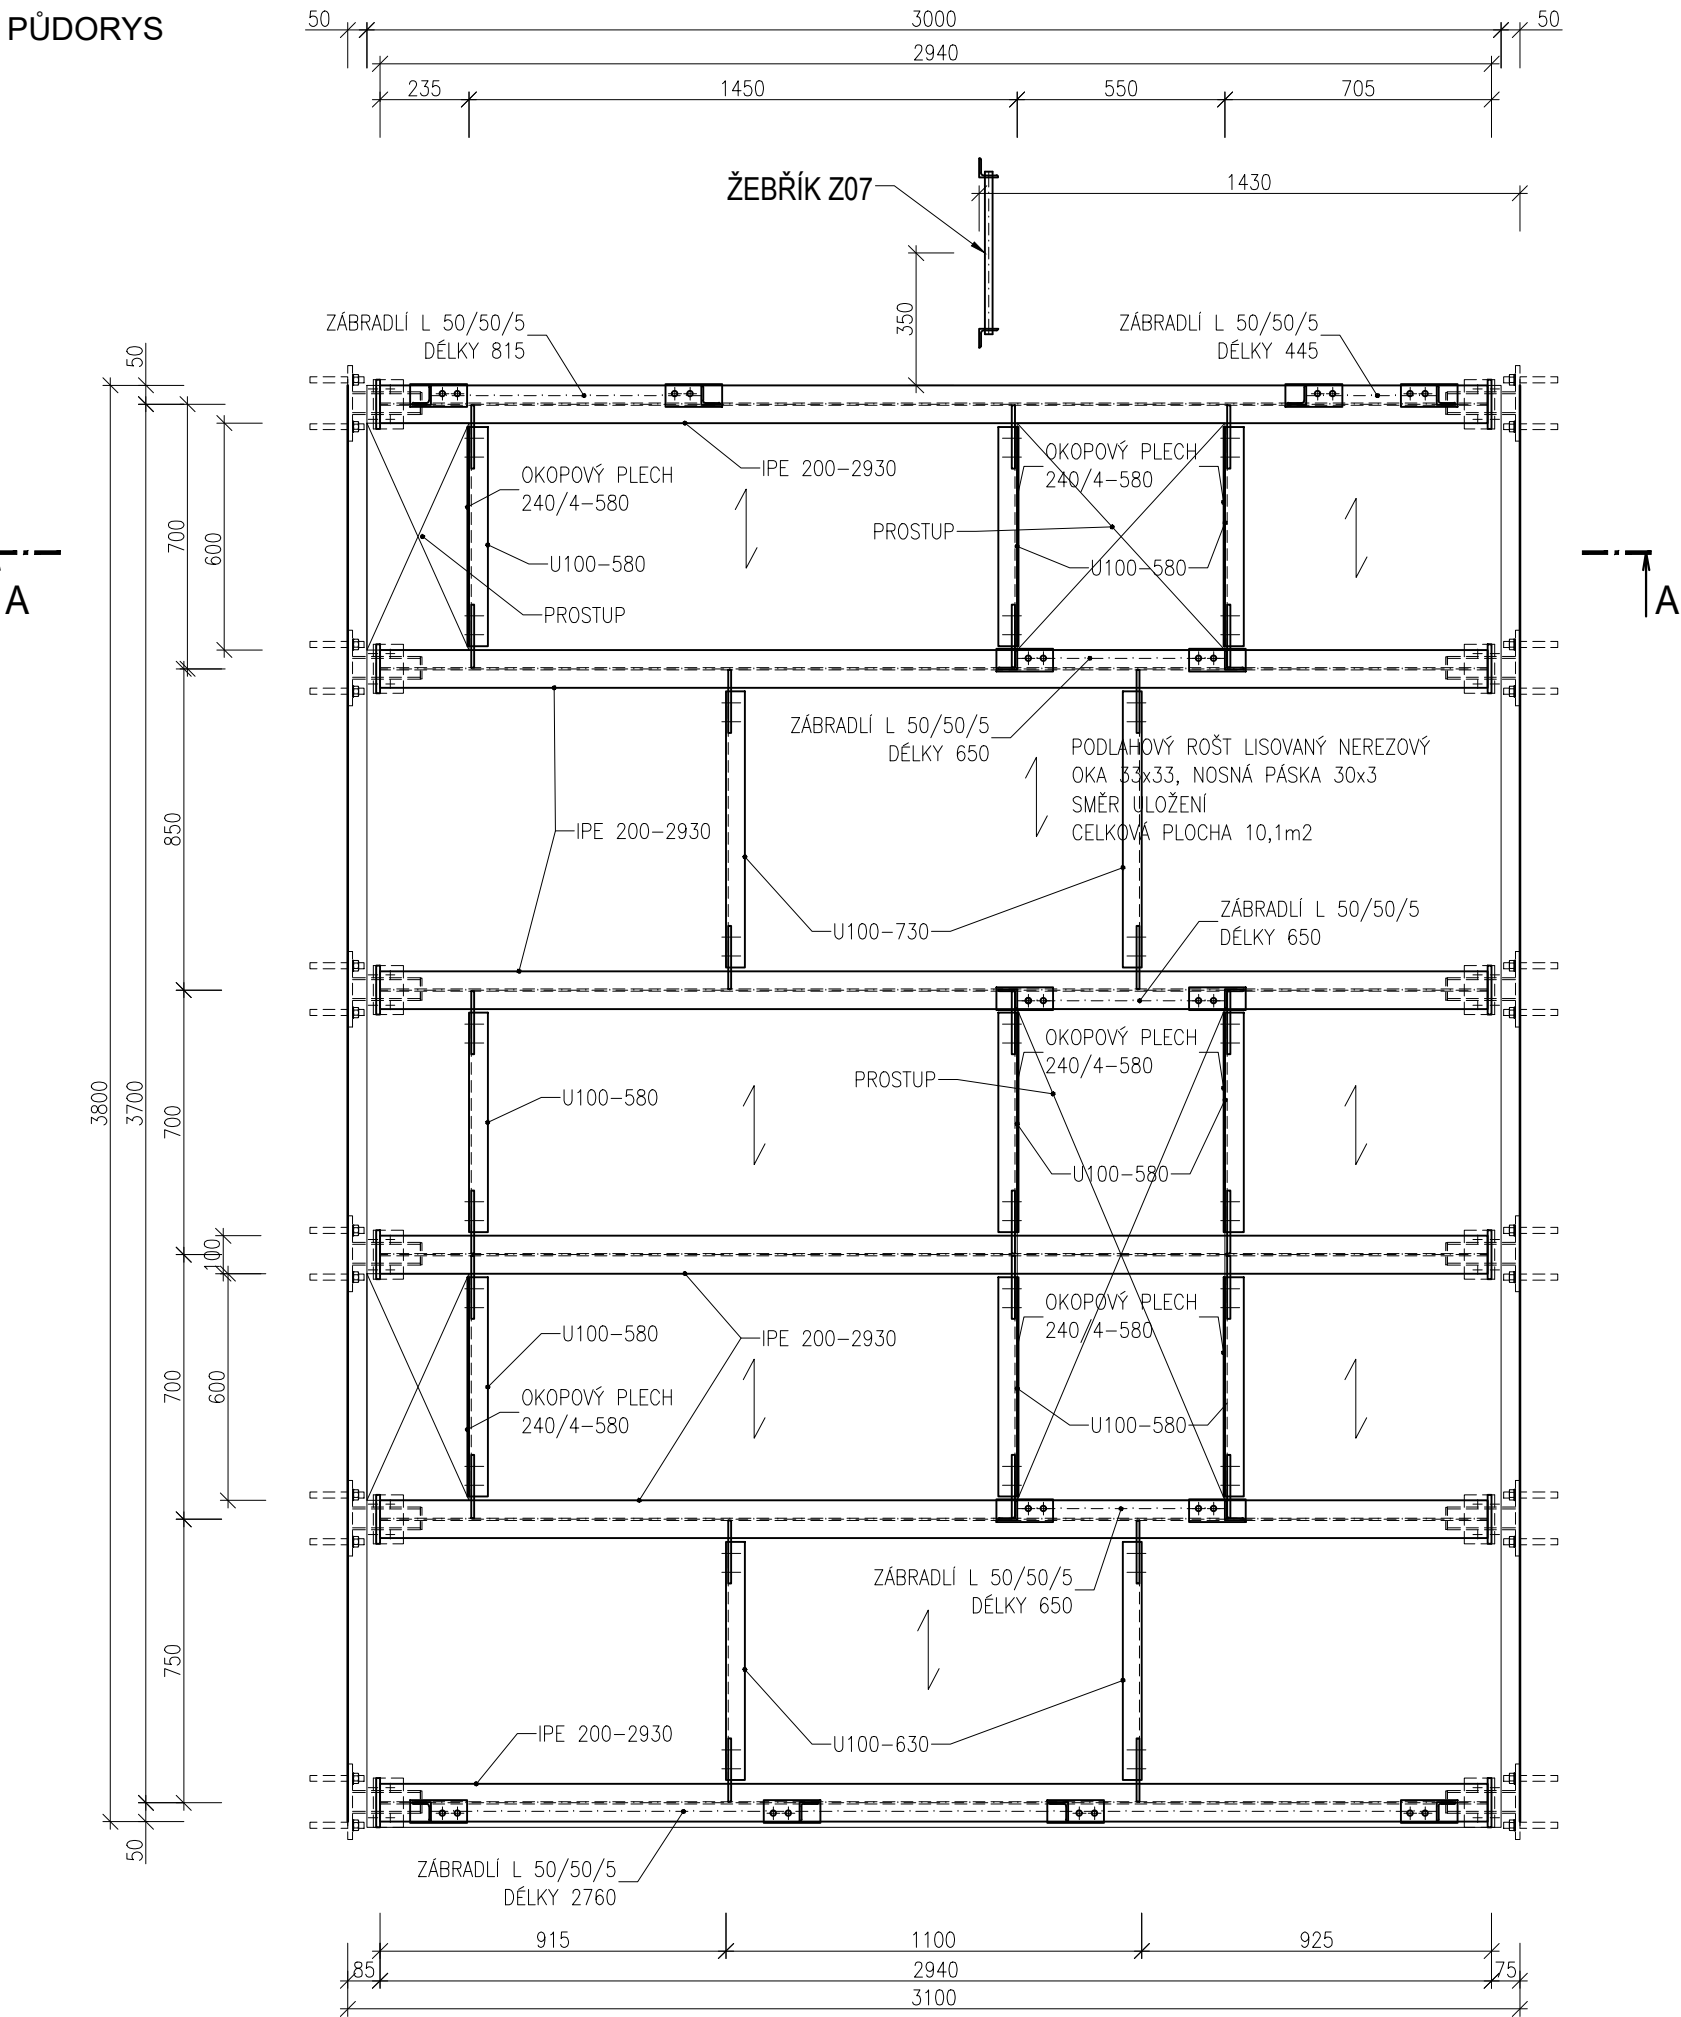 PŮDORYS
50
3000
50
2940
235
1450
550
705
ŽEBŘÍK Z07
1430
350
ZÁBRADLÍ L 50/50/5
DÉLKY 815
ZÁBRADLÍ L 50/50/5
DÉLKY 445
50
IPE 200-2930
OKOPOVÝ PLECH
240/4-580
OKOPOVÝ PLECH
240/4-580
PROSTUP
700
600
U100-580
U100-580
PROSTUP
A
A
ZÁBRADLÍ L 50/50/5
DÉLKY 650
PODLAHOVÝ ROŠT LISOVANÝ NEREZOVÝ
OKA 33x33, NOSNÁ PÁSKA 30x3
SMĚR ULOŽENÍ
CELKOVÁ PLOCHA 10,1m2
850
IPE 200-2930
U100-730
ZÁBRADLÍ L 50/50/5
DÉLKY 650
OKOPOVÝ PLECH
240/4-580
PROSTUP
U100-580
3800
3700
700
U100-580
100
OKOPOVÝ PLECH
240/4-580
U100-580
IPE 200-2930
700
600
OKOPOVÝ PLECH
240/4-580
U100-580
ZÁBRADLÍ L 50/50/5
DÉLKY 650
750
IPE 200-2930
U100-630
50
ZÁBRADLÍ L 50/50/5
DÉLKY 2760
915
1100
925
85
2940
75
3100